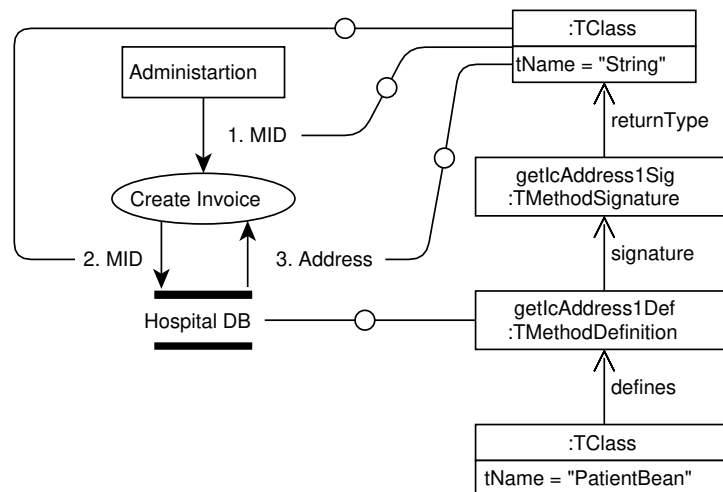 :TClass
tName = "String"
Administartion
1. MID
returnType
getIcAddress1Sig
:TMethodSignature
Create Invoice
signature
2. MID
3. Address
getIcAddress1Def
:TMethodDefinition
Hospital DB
defines
:TClass
tName = "PatientBean"